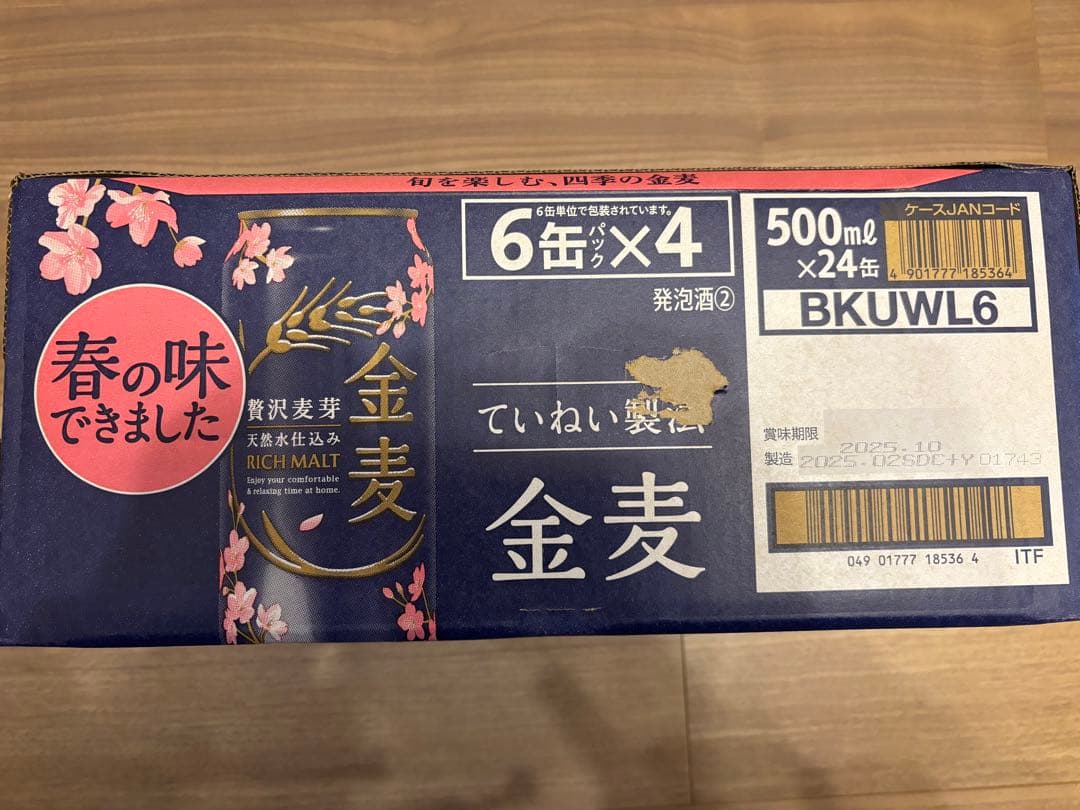 旬を楽しむ、四季の金麦
春の味
できました
金麦
贅沢麦芽
天然水仕込み
RICH MALT
Enjoy your comfortable
& relaxing time at home.
6缶単位で包装されています。
6缶パック×4
発泡酒②
ていねい製法
金麦
500ml
×24缶
ケースJANコード
4 901777 185364
BKUWL6
賞味期限
2025.10
製造 2025.02SDC+Y 01743
049 01777 18536 4
ITF